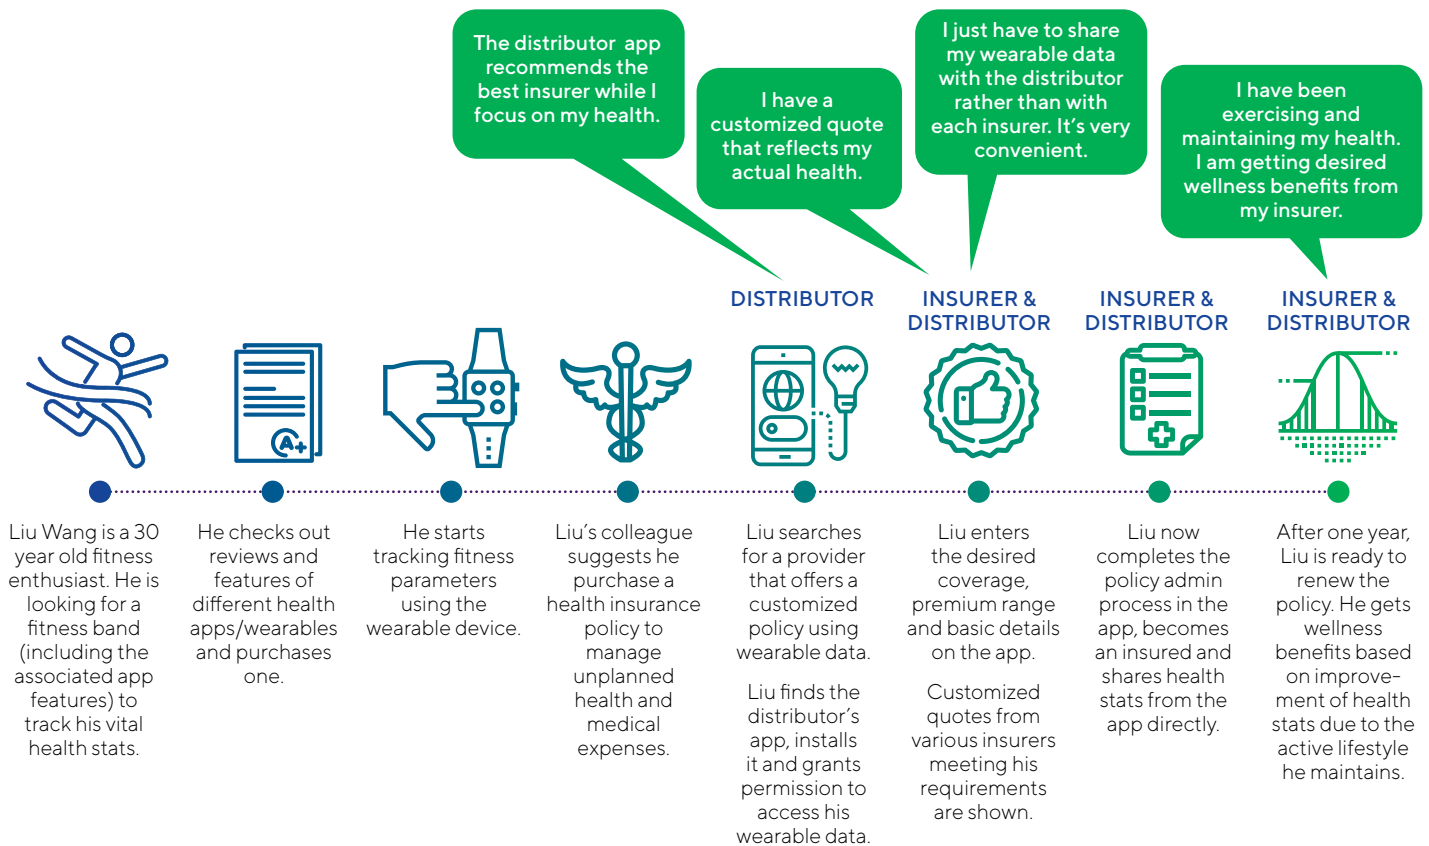 The distributor app
recommends the
best insurer while I
focus on my health.
I have a
customized quote
that reflects my
actual health.
I just have to share
my wearable data
with the distributor
rather than with
each insurer. It’s very
convenient.
I have been
exercising and
maintaining my health.
I am getting desired
wellness benefits from
my insurer.
DISTRIBUTOR
INSURER &
DISTRIBUTOR
INSURER &
DISTRIBUTOR
INSURER &
DISTRIBUTOR
A+
Liu Wang is a 30
year old fitness
enthusiast. He is
looking for a
fitness band
(including the
associated app
features) to
track his vital
health stats.
He checks out
reviews and
features of
different health
apps/wearables
and purchases
one.
He starts
tracking fitness
parameters
using the
wearable device.
Liu’s colleague
suggests he
purchase a
health insurance
policy to
manage
unplanned
health and
medical
expenses.
Liu searches
for a provider
that offers a
customized
policy using
wearable data.
Liu finds the
distributor’s
app, installs
it and grants
permission to
access his
wearable data.
Liu enters
the desired
coverage,
premium range
and basic details
on the app.
Customized
quotes from
various insurers
meeting his
requirements
are shown.
Liu now
completes the
policy admin
process in the
app, becomes
an insured and
shares health
stats from the
app directly.
After one year,
Liu is ready to
renew the
policy. He gets
wellness
benefits based
on improve-
ment of health
stats due to the
active lifestyle
he maintains.